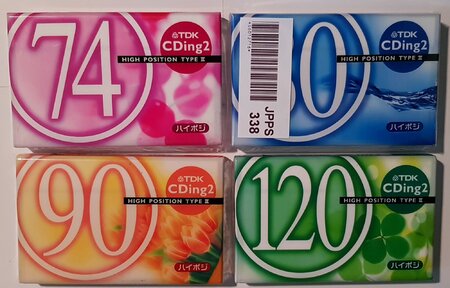 74
TDK
CDing2
HIGH POSITION TYPE II
ハイポジ
0
TDK
CDing2
HIGH POSITION TYPE II
JPPS
338
ハイポジ
90
TDK
CDing2
HIGH POSITION TYPE II
ハイポジ
120
TDK
CDing2
HIGH POSITION TYPE II
ハイポジ